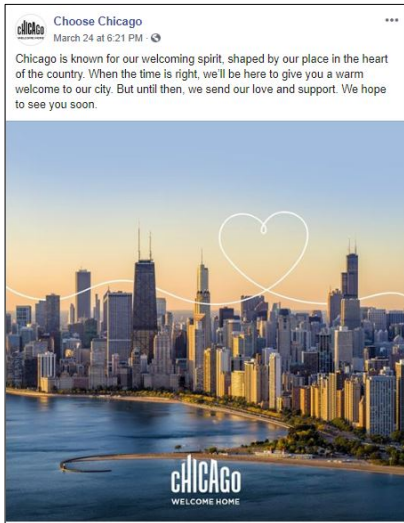 CHICAGO
Choose Chicago
March 24 at 6:21 PM ·
Chicago is known for our welcoming spirit, shaped by our place in the heart
of the country. When the time is right, we'll be here to give you a warm
welcome to our city. But until then, we send our love and support. We hope
to see you soon.
cHICAGO
WELCOME HOME